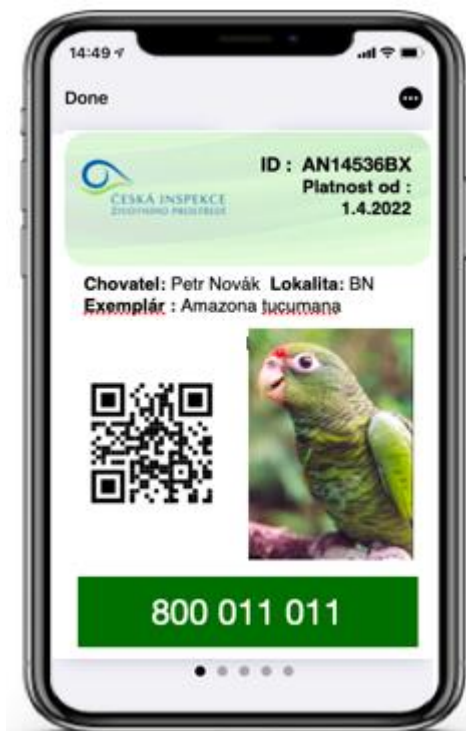 14:49
Done
ID : AN14536BX
Platnost od :
1.4.2022
ČESKÁ INSPEKCE
ŽIVOTNÍHO PROSTŘEDÍ
Chovatel: Petr Novák Lokalita: BN
Exemplář : Amazona tucumana
800 011 011